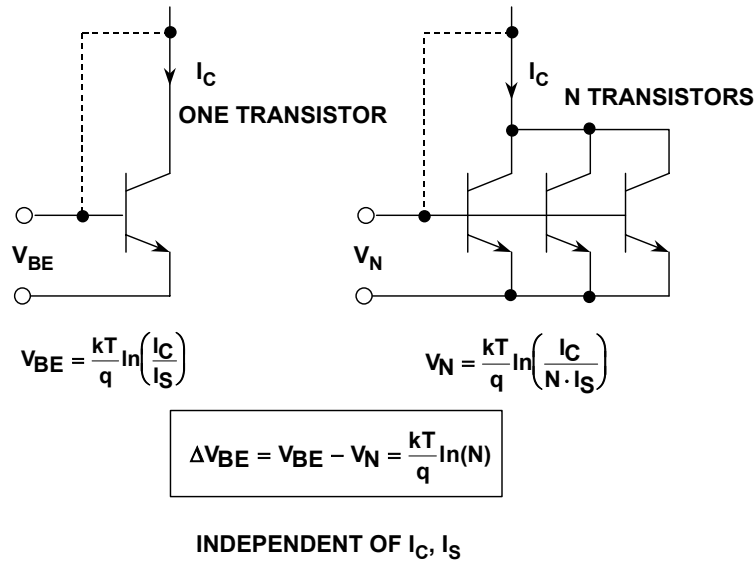 I_C I_C
ONE TRANSISTOR N TRANSISTORS
V_BE V_N
V_BE = kT/q ln(I_C/I_S) V_N = kT/q ln(I_C/(N · I_S))
ΔV_BE = V_BE − V_N = kT/q ln(N)
INDEPENDENT OF I_C, I_S